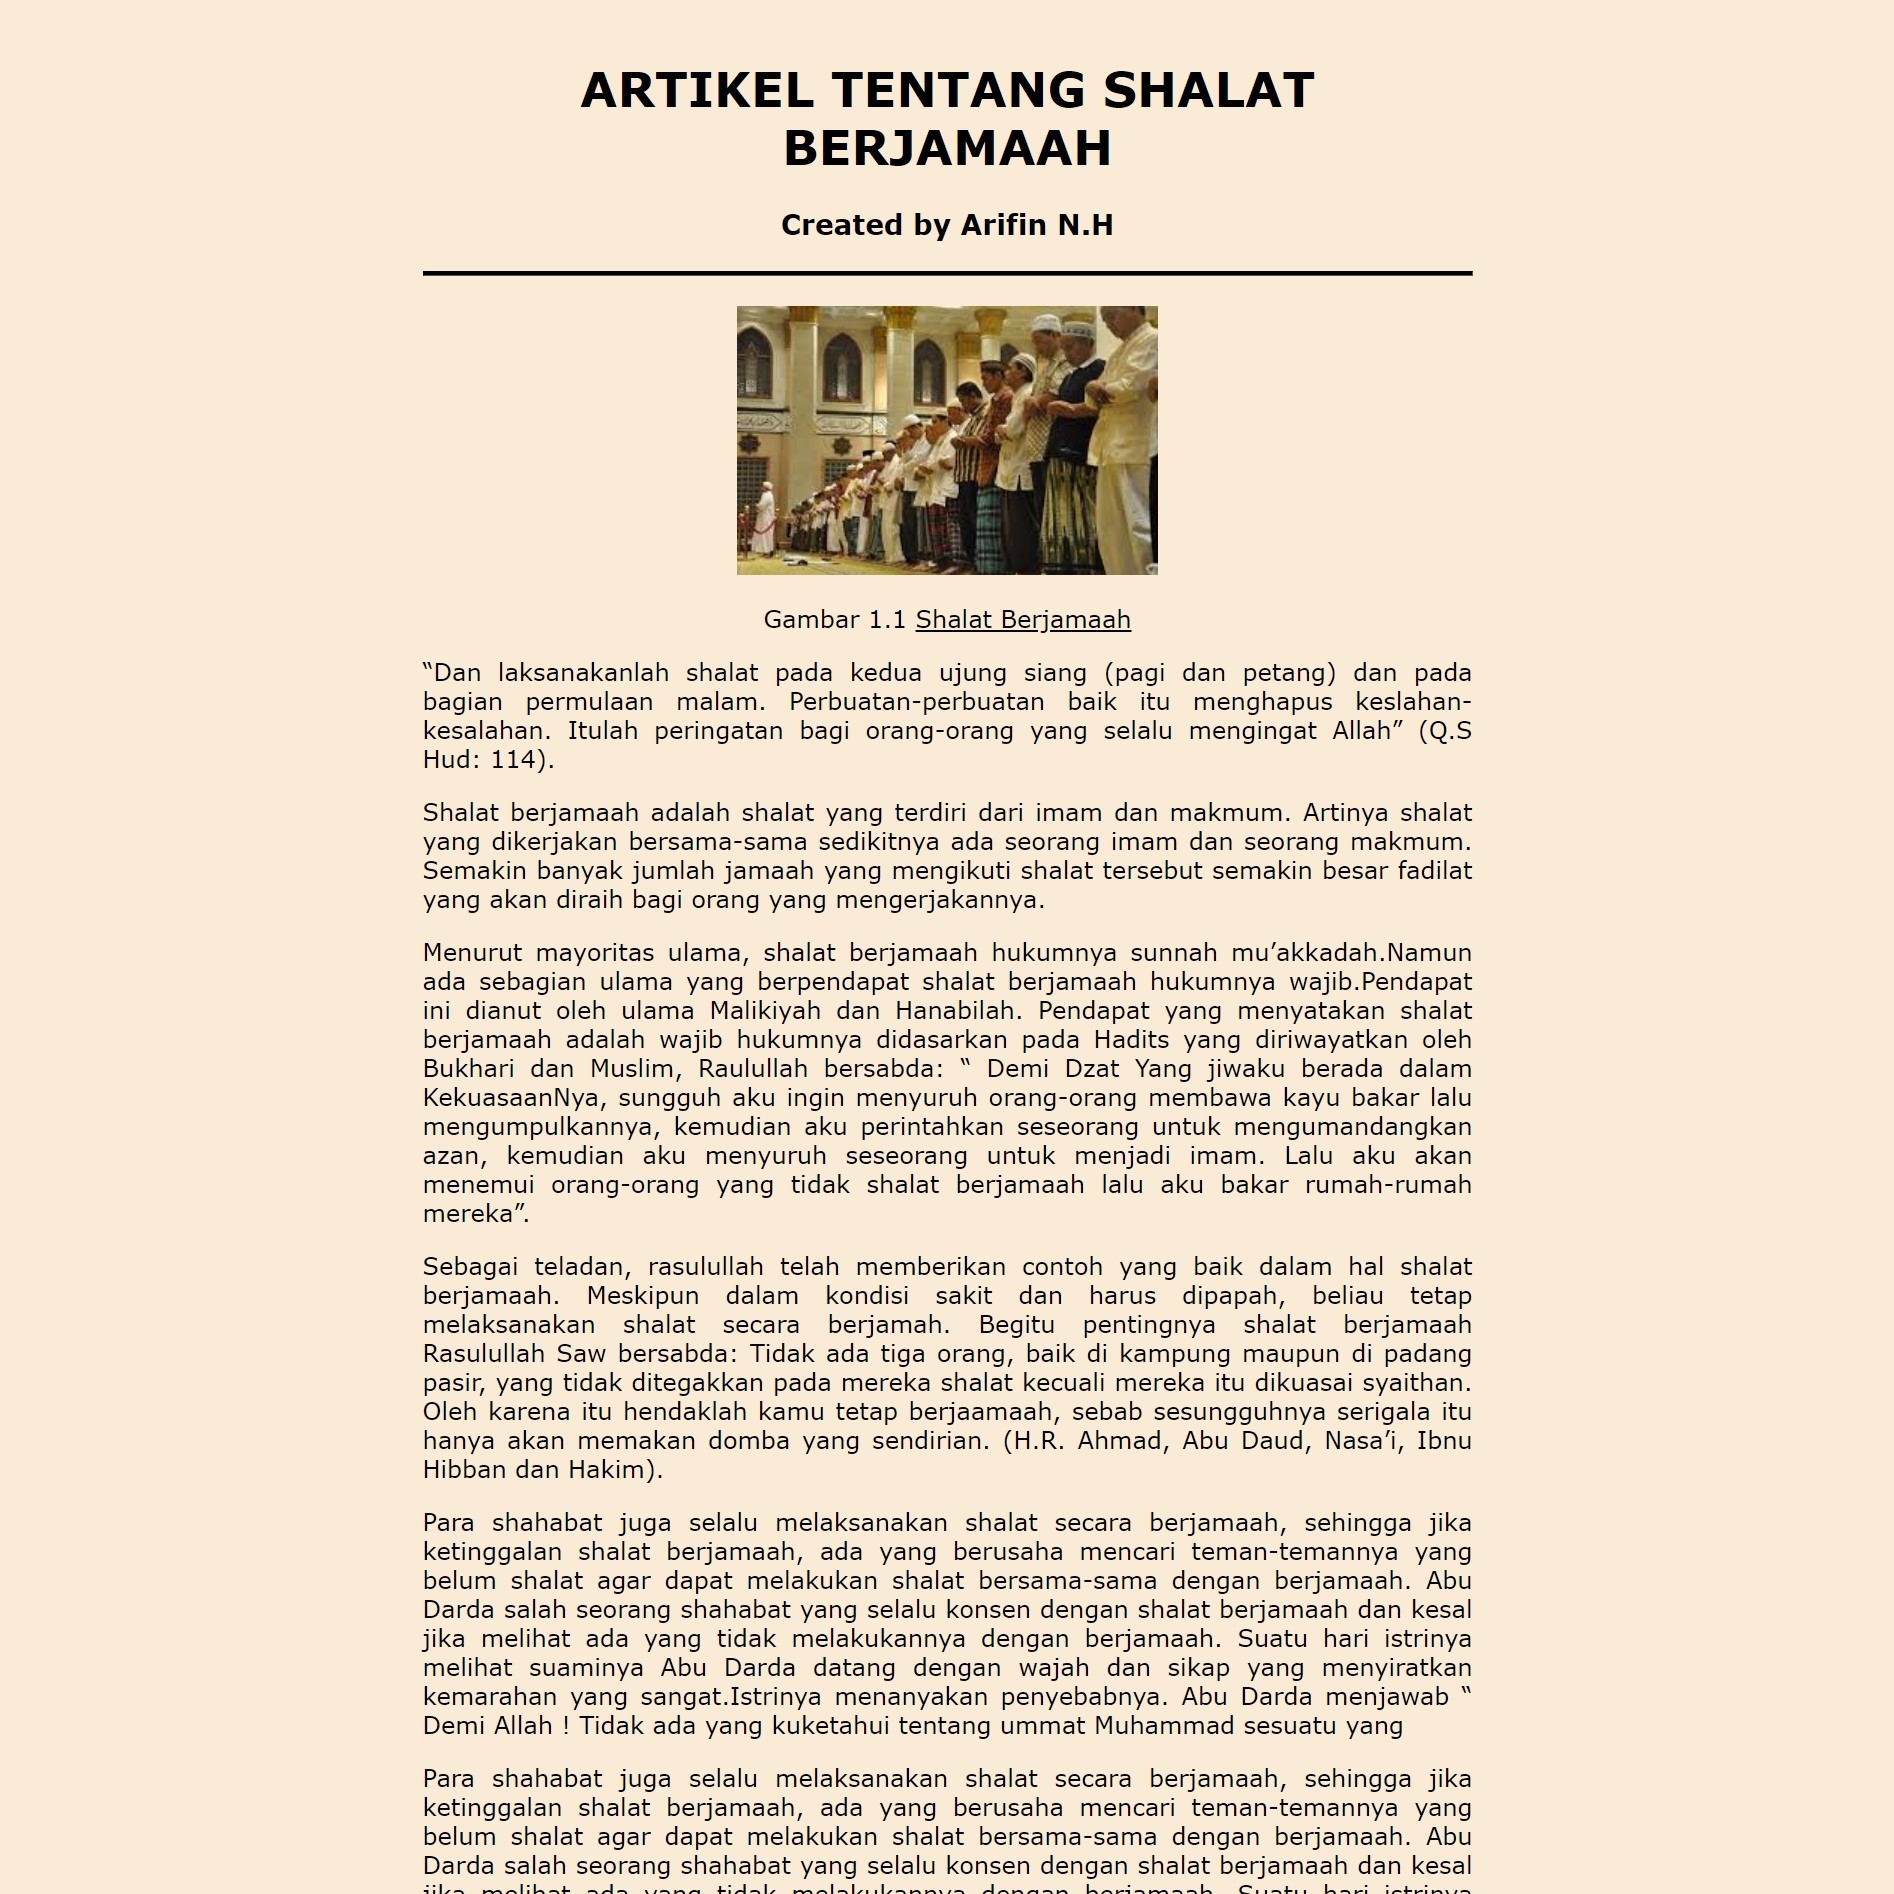 ARTIKEL TENTANG SHALAT
BERJAMAAH
Created by Arifin N.H
Gambar 1.1 Shalat Berjamaah
“Dan laksanakanlah shalat pada kedua ujung siang (pagi dan petang) dan pada
bagian permulaan malam. Perbuatan-perbuatan baik itu menghapus keslahan-
kesalahan. Itulah peringatan bagi orang-orang yang selalu mengingat Allah” (Q.S
Hud: 114).
Shalat berjamaah adalah shalat yang terdiri dari imam dan makmum. Artinya shalat
yang dikerjakan bersama-sama sedikitnya ada seorang imam dan seorang makmum.
Semakin banyak jumlah jamaah yang mengikuti shalat tersebut semakin besar fadilat
yang akan diraih bagi orang yang mengerjakannya.
Menurut mayoritas ulama, shalat berjamaah hukumnya sunnah mu’akkadah.Namun
ada sebagian ulama yang berpendapat shalat berjamaah hukumnya wajib.Pendapat
ini dianut oleh ulama Malikiyah dan Hanabilah. Pendapat yang menyatakan shalat
berjamaah adalah wajib hukumnya didasarkan pada Hadits yang diriwayatkan oleh
Bukhari dan Muslim, Raulullah bersabda: “ Demi Dzat Yang jiwaku berada dalam
KekuasaanNya, sungguh aku ingin menyuruh orang-orang membawa kayu bakar lalu
mengumpulkannya, kemudian aku perintahkan seseorang untuk mengumandangkan
azan, kemudian aku menyuruh seseorang untuk menjadi imam. Lalu aku akan
menemui orang-orang yang tidak shalat berjamaah lalu aku bakar rumah-rumah
mereka”.
Sebagai teladan, rasulullah telah memberikan contoh yang baik dalam hal shalat
berjamaah. Meskipun dalam kondisi sakit dan harus dipapah, beliau tetap
melaksanakan shalat secara berjamah. Begitu pentingnya shalat berjamaah
Rasulullah Saw bersabda: Tidak ada tiga orang, baik di kampung maupun di padang
pasir, yang tidak ditegakkan pada mereka shalat kecuali mereka itu dikuasai syaithan.
Oleh karena itu hendaklah kamu tetap berjaamaah, sebab sesungguhnya serigala itu
hanya akan memakan domba yang sendirian. (H.R. Ahmad, Abu Daud, Nasa’i, Ibnu
Hibban dan Hakim).
Para shahabat juga selalu melaksanakan shalat secara berjamaah, sehingga jika
ketinggalan shalat berjamaah, ada yang berusaha mencari teman-temannya yang
belum shalat agar dapat melakukan shalat bersama-sama dengan berjamaah. Abu
Darda salah seorang shahabat yang selalu konsen dengan shalat berjamaah dan kesal
jika melihat ada yang tidak melakukannya dengan berjamaah. Suatu hari istrinya
melihat suaminya Abu Darda datang dengan wajah dan sikap yang menyiratkan
kemarahan yang sangat.Istrinya menanyakan penyebabnya. Abu Darda menjawab “
Demi Allah ! Tidak ada yang kuketahui tentang ummat Muhammad sesuatu yang
Para shahabat juga selalu melaksanakan shalat secara berjamaah, sehingga jika
ketinggalan shalat berjamaah, ada yang berusaha mencari teman-temannya yang
belum shalat agar dapat melakukan shalat bersama-sama dengan berjamaah. Abu
Darda salah seorang shahabat yang selalu konsen dengan shalat berjamaah dan kesal
jika melihat ada yang tidak melakukannya dengan berjamaah. Suatu hari istrinya